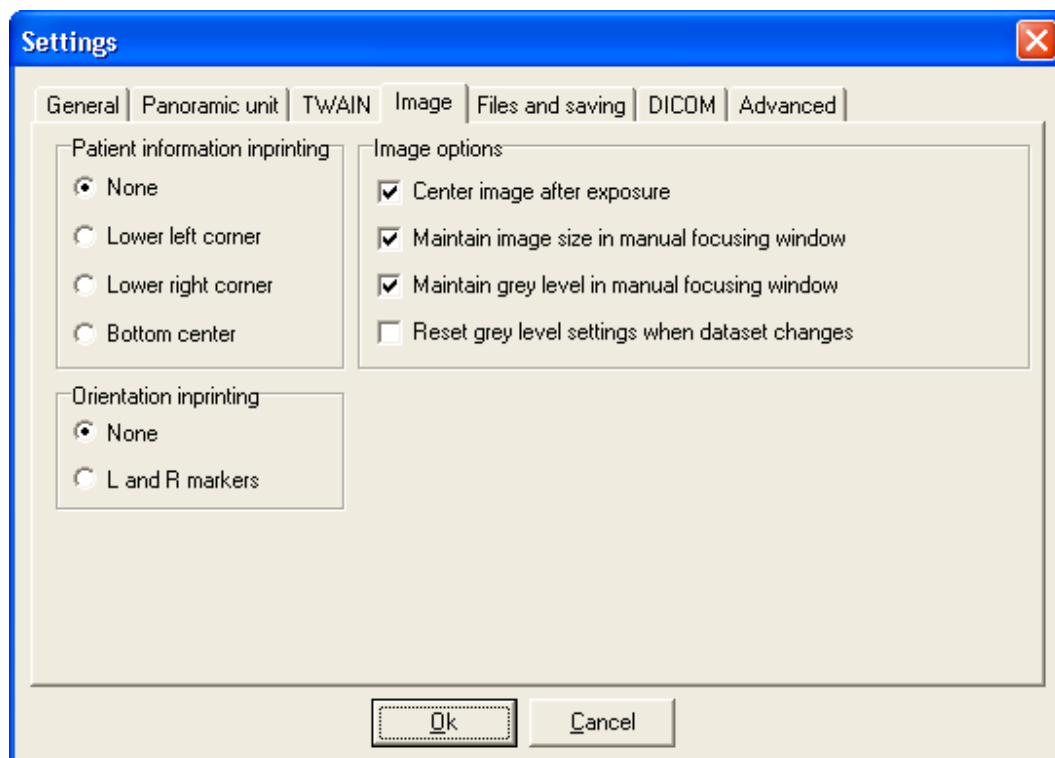 Settings
General Panoramic unit TWAIN Image Files and saving DICOM Advanced
Patient information inprinting
None
Lower left corner
Lower right corner
Bottom center
Image options
Center image after exposure
Maintain image size in manual focusing window
Maintain grey level in manual focusing window
Reset grey level settings when dataset changes
Orientation inprinting
None
L and R markers
Ok Cancel